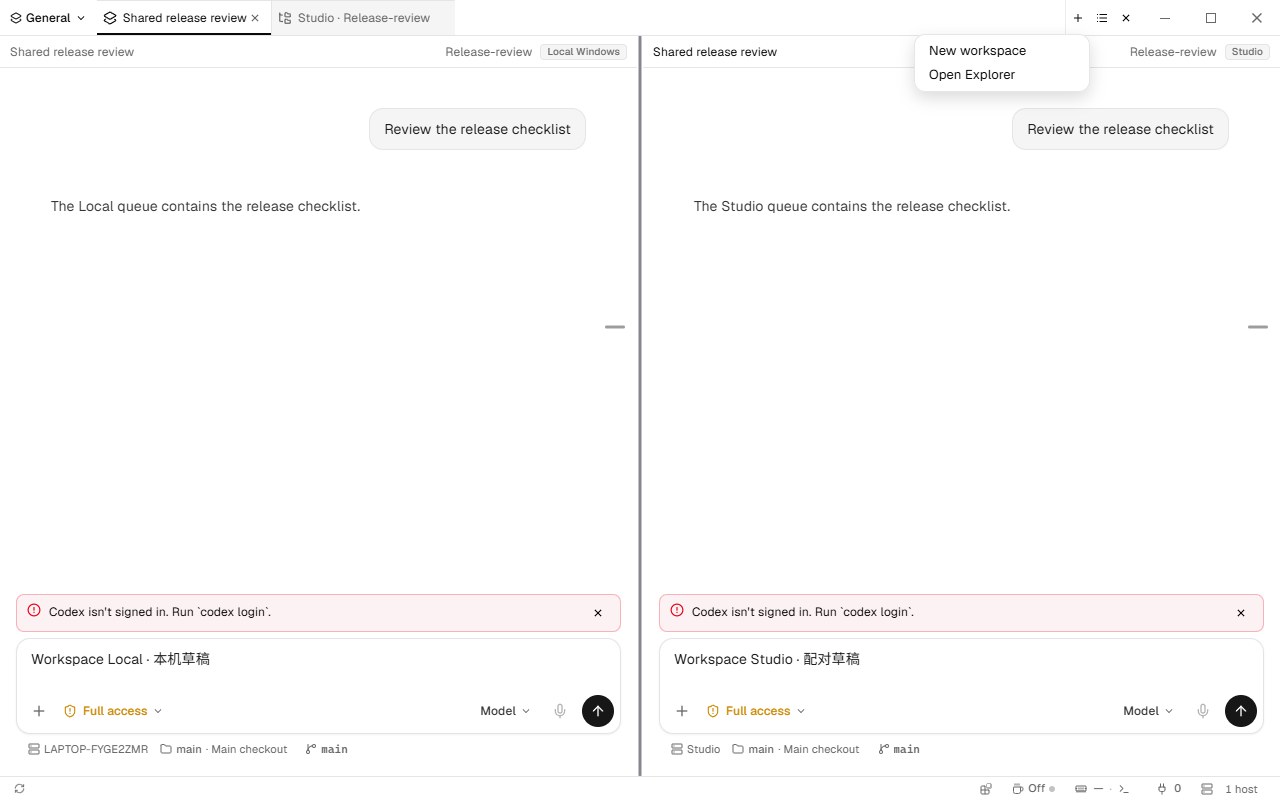 General
Shared release review
Studio · Release-review
Shared release review
Release-review
Local Windows
Shared release review
Release-review
Studio
New workspace
Open Explorer
Review the release checklist
The Local queue contains the release checklist.
Review the release checklist
The Studio queue contains the release checklist.
Codex isn't signed in. Run `codex login`.
Workspace Local · 本机草稿
Full access
Model
LAPTOP-FYGE2ZMR
main · Main checkout
main
Codex isn't signed in. Run `codex login`.
Workspace Studio · 配对草稿
Full access
Model
Studio
main · Main checkout
main
Off
— ·
0
1 host